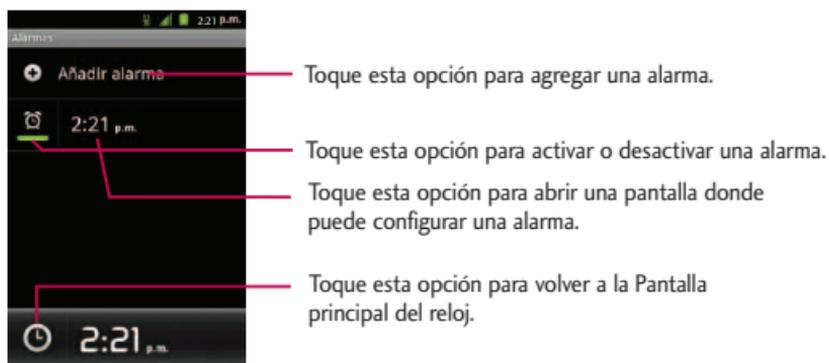 2:21 p.m.
Alarmas
Añadir alarma
Toque esta opción para agregar una alarma.
2:21 p.m.
Toque esta opción para activar o desactivar una alarma.
Toque esta opción para abrir una pantalla donde
puede configurar una alarma.
Toque esta opción para volver a la Pantalla
principal del reloj.
2:21 p.m.